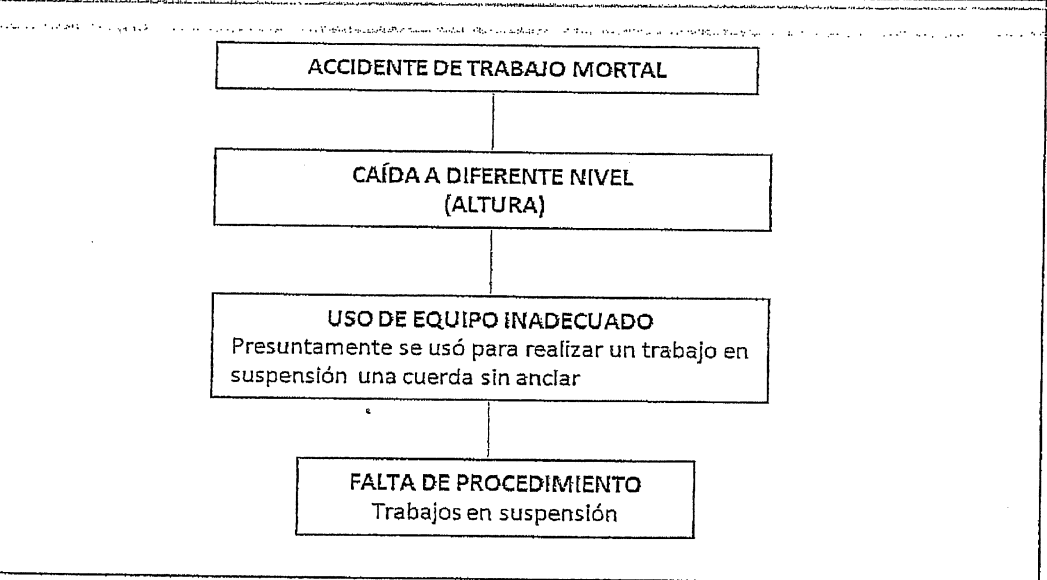 ACCIDENTE DE TRABAJO MORTAL
CAÍDA A DIFERENTE NIVEL
(ALTURA)
USO DE EQUIPO INADECUADO
Presuntamente se usó para realizar un trabajo en
suspensión una cuerda sin anclar
FALTA DE PROCEDIMIENTO
Trabajos en suspensión